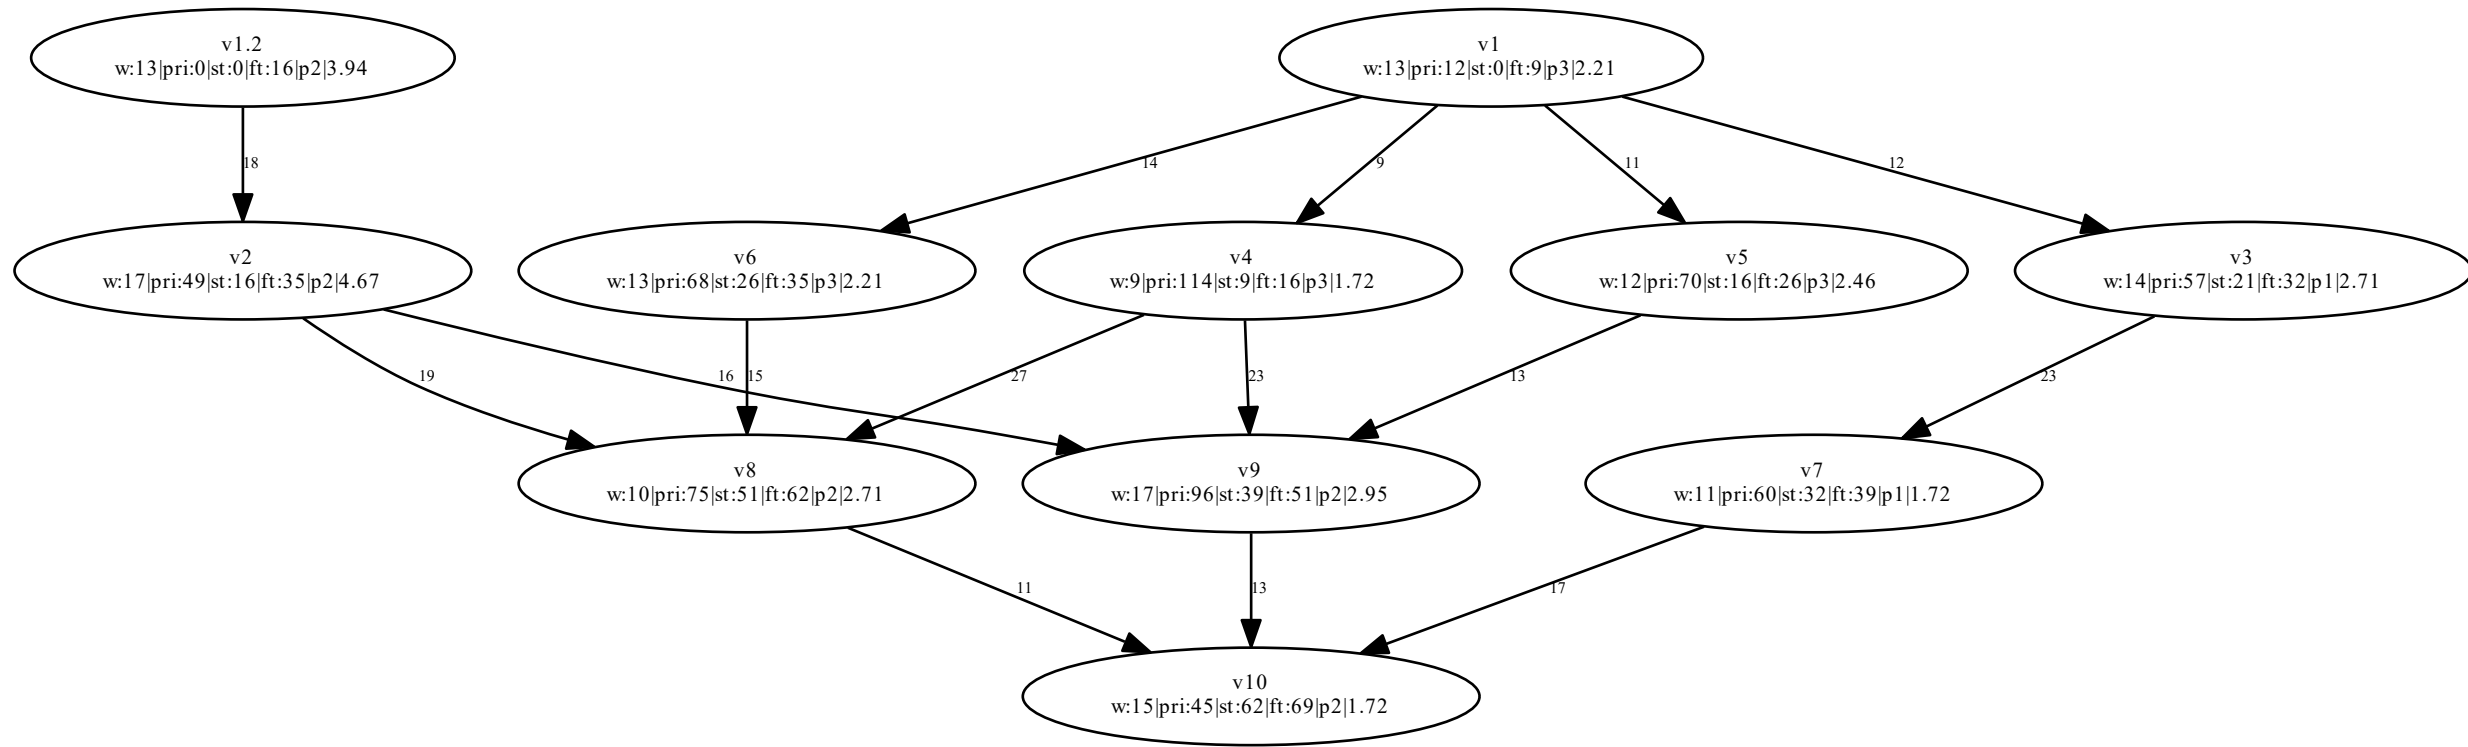 v1.2
w:13|pri:0|st:0|ft:16|p2|3.94
v1
w:13|pri:12|st:0|ft:9|p3|2.21
18
14
9
11
12
v2
w:17|pri:49|st:16|ft:35|p2|4.67
v6
w:13|pri:68|st:26|ft:35|p3|2.21
v4
w:9|pri:114|st:9|ft:16|p3|1.72
v5
w:12|pri:70|st:16|ft:26|p3|2.46
v3
w:14|pri:57|st:21|ft:32|p1|2.71
19
16
15
27
23
13
23
v8
w:10|pri:75|st:51|ft:62|p2|2.71
v9
w:17|pri:96|st:39|ft:51|p2|2.95
v7
w:11|pri:60|st:32|ft:39|p1|1.72
11
13
17
v10
w:15|pri:45|st:62|ft:69|p2|1.72